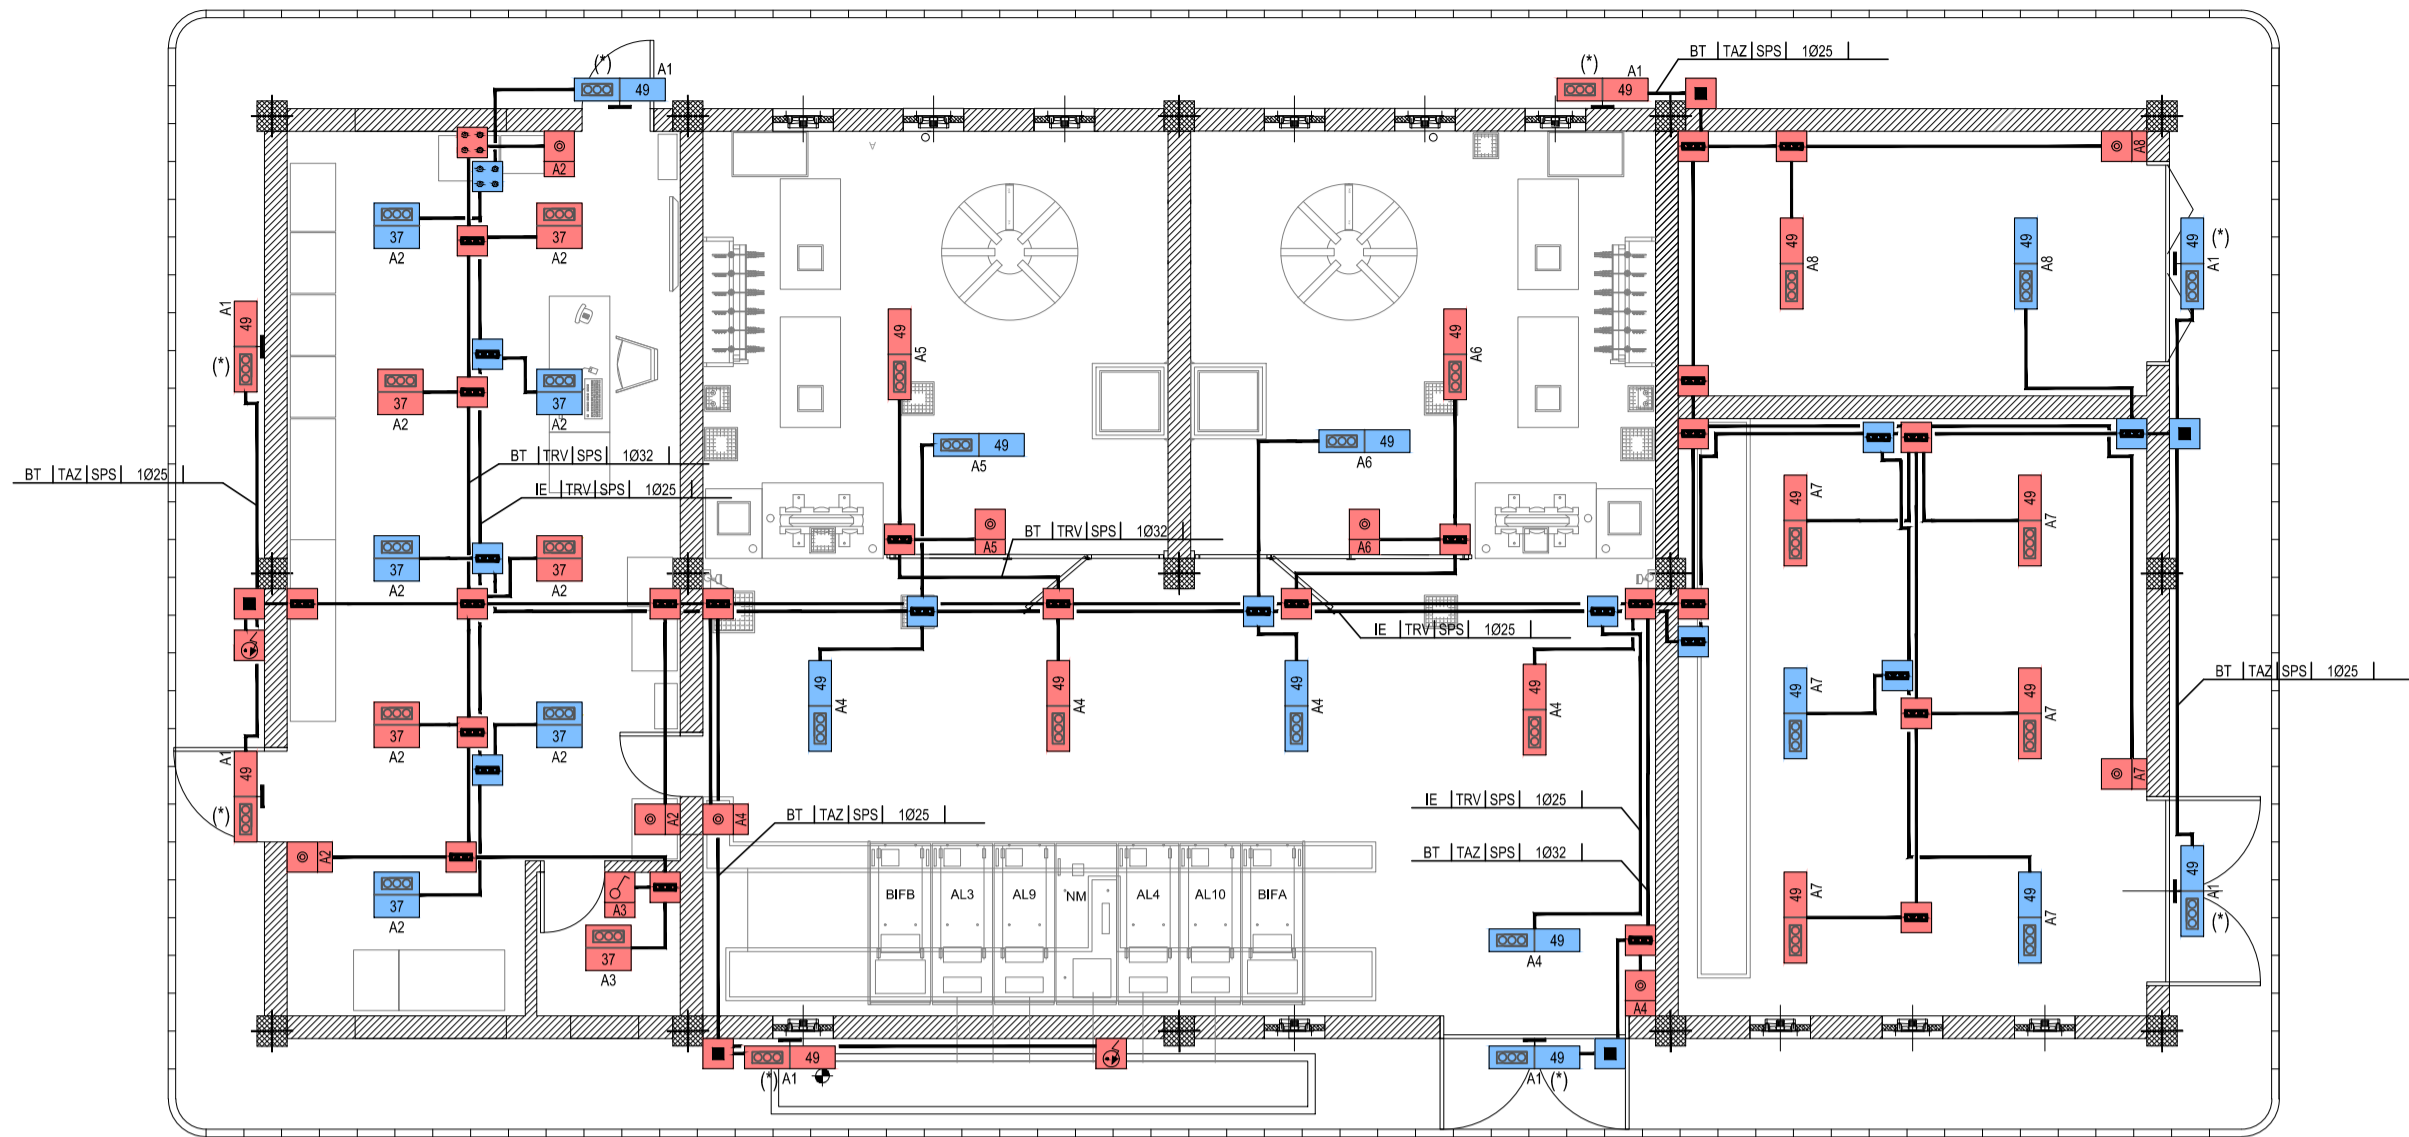 BT TAZ SPS 1Ø25
(*) A1
49
(*) A1
49
A2
A8
37 37
A2 A2
49 A8
49 A8
49 (*) A1
A1 49 (*)
49 A5
49 A6
37 37
A2 A2
49
A5
49
A6
BT TRV SPS 1Ø32
BT TAZ SPS 1Ø25
IE TRV SPS 1Ø25
49 A7
49 A7
BT TRV SPS 1Ø32
A5
A6
37 37
A2 A2
IE TRV SPS 1Ø25
BT TAZ SPS 1Ø25
49 A4
49 A4
49 A4
49 A4
49 A7
49 A7
37 37
A2 A2
A1 49 (*)
A7
IE TRV SPS 1Ø25
BT TAZ SPS 1Ø25
A2 A4
BT TAZ SPS 1Ø32
A2
BIFB AL3 AL9 NM AL4 AL10 BIFA
37
A2
A3
49 A7
49 A7
49 A1 (*)
37
A3
49
A4
A4
49
(*) A1
49
A1 (*)